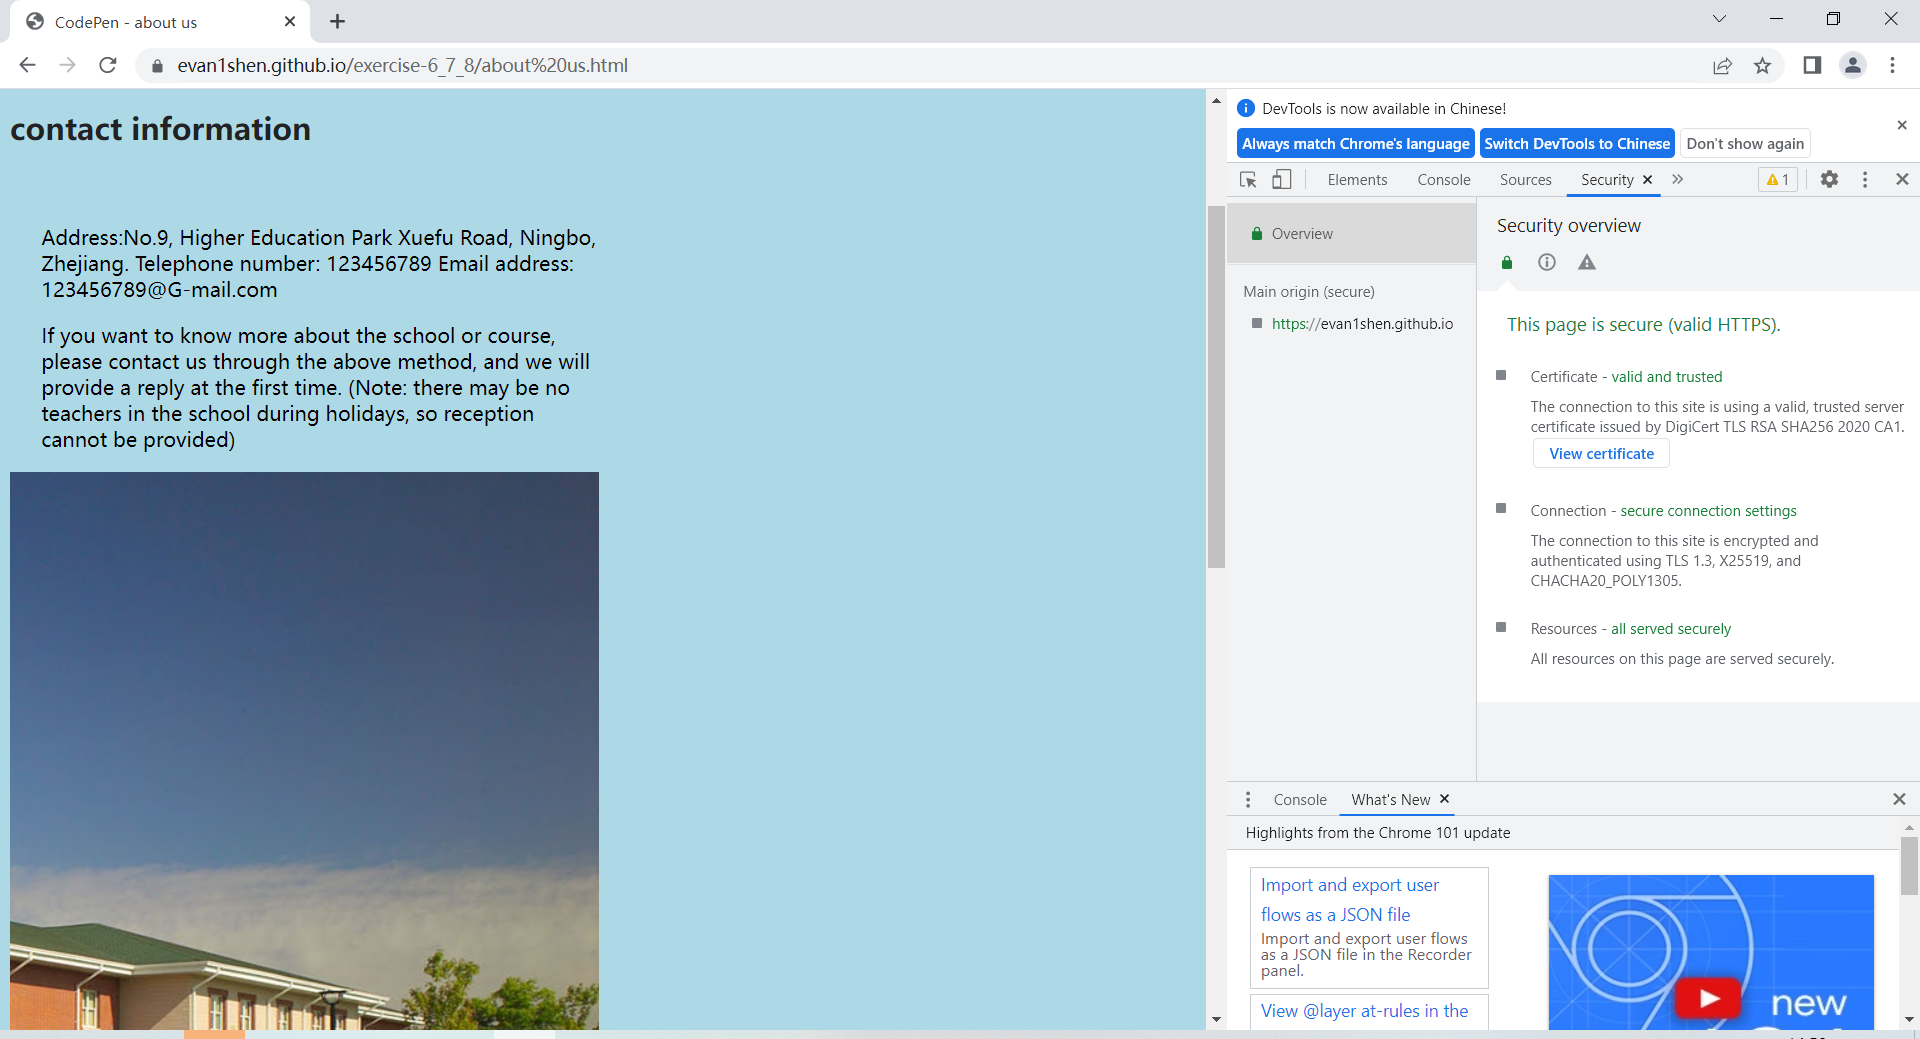 CodePen - about us
evan1shen.github.io/exercise-6_7_8/about%20us.html
contact information
Address:No.9, Higher Education Park Xuefu Road, Ningbo,
Zhejiang. Telephone number: 123456789 Email address:
123456789@G-mail.com
If you want to know more about the school or course,
please contact us through the above method, and we will
provide a reply at the first time. (Note: there may be no
teachers in the school during holidays, so reception
cannot be provided)
DevTools is now available in Chinese!
Always match Chrome's language Switch DevTools to Chinese Don't show again
Elements Console Sources Security 1
Overview
Main origin (secure)
https://evan1shen.github.io
Security overview
This page is secure (valid HTTPS).
Certificate - valid and trusted
The connection to this site is using a valid, trusted server
certificate issued by DigiCert TLS RSA SHA256 2020 CA1.
View certificate
Connection - secure connection settings
The connection to this site is encrypted and
authenticated using TLS 1.3, X25519, and
CHACHA20_POLY1305.
Resources - all served securely
All resources on this page are served securely.
Console What's New
Highlights from the Chrome 101 update
Import and export user
flows as a JSON file
Import and export user flows
as a JSON file in the Recorder
panel.
View @layer at-rules in the
new